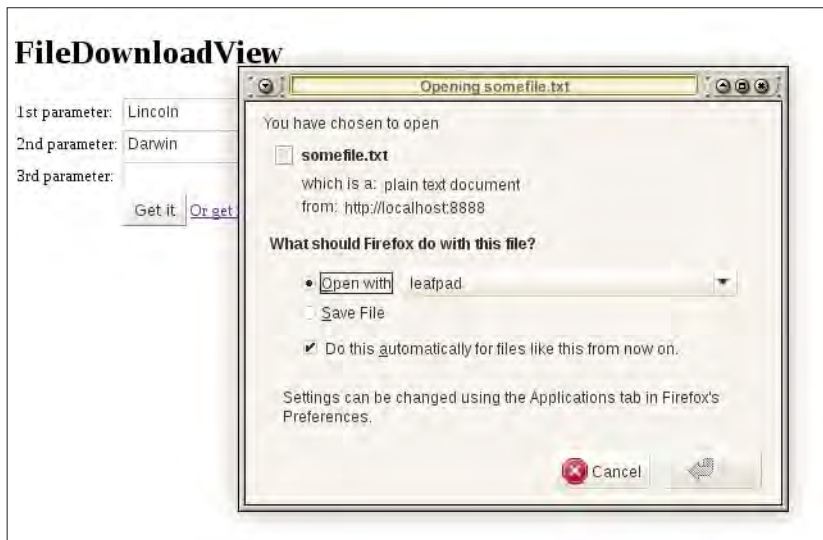 FileDownloadView
1st parameter: Lincoln
2nd parameter: Darwin
3rd parameter:
Get it Or get
Opening somefile.txt
You have chosen to open
somefile.txt
which is a: plain text document
from: http://localhost:8888
What should Firefox do with this file?
Open with leafpad
Save File
Do this automatically for files like this from now on.
Settings can be changed using the Applications tab in Firefox's
Preferences.
Cancel